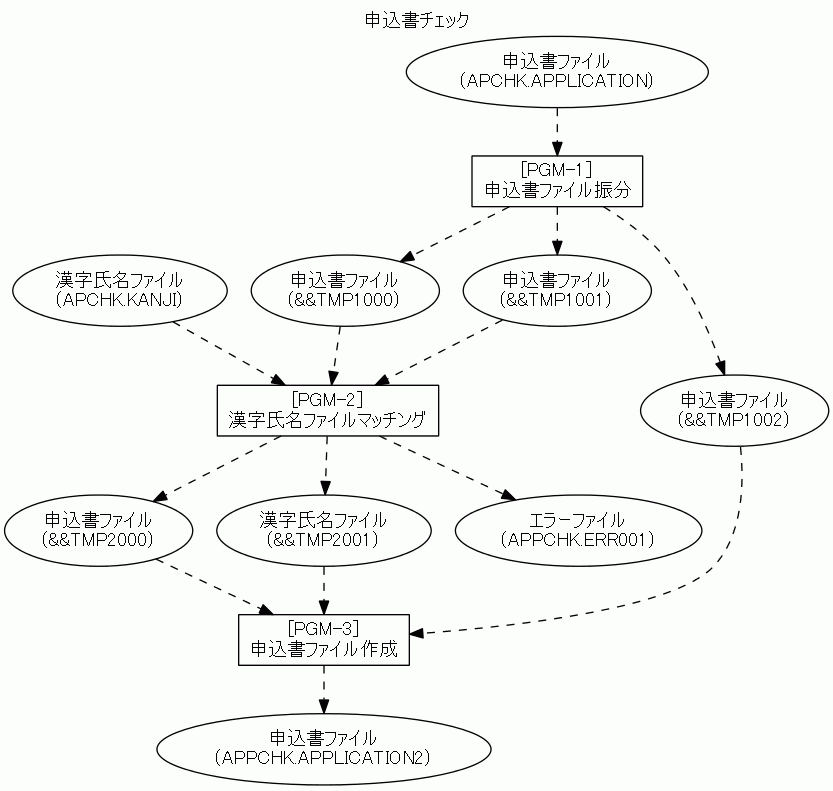 申込書チェック
申込書ファイル
(APCHK.APPLICATION)
[PGM-1]
申込書ファイル振分
漢字氏名ファイル
(APCHK.KANJI)
申込書ファイル
(&&TMP1000)
申込書ファイル
(&&TMP1001)
[PGM-2]
漢字氏名ファイルマッチング
申込書ファイル
(&&TMP1002)
申込書ファイル
(&&TMP2000)
漢字氏名ファイル
(&&TMP2001)
エラーファイル
(APPCHK.ERR001)
[PGM-3]
申込書ファイル作成
申込書ファイル
(APPCHK.APPLICATION2)